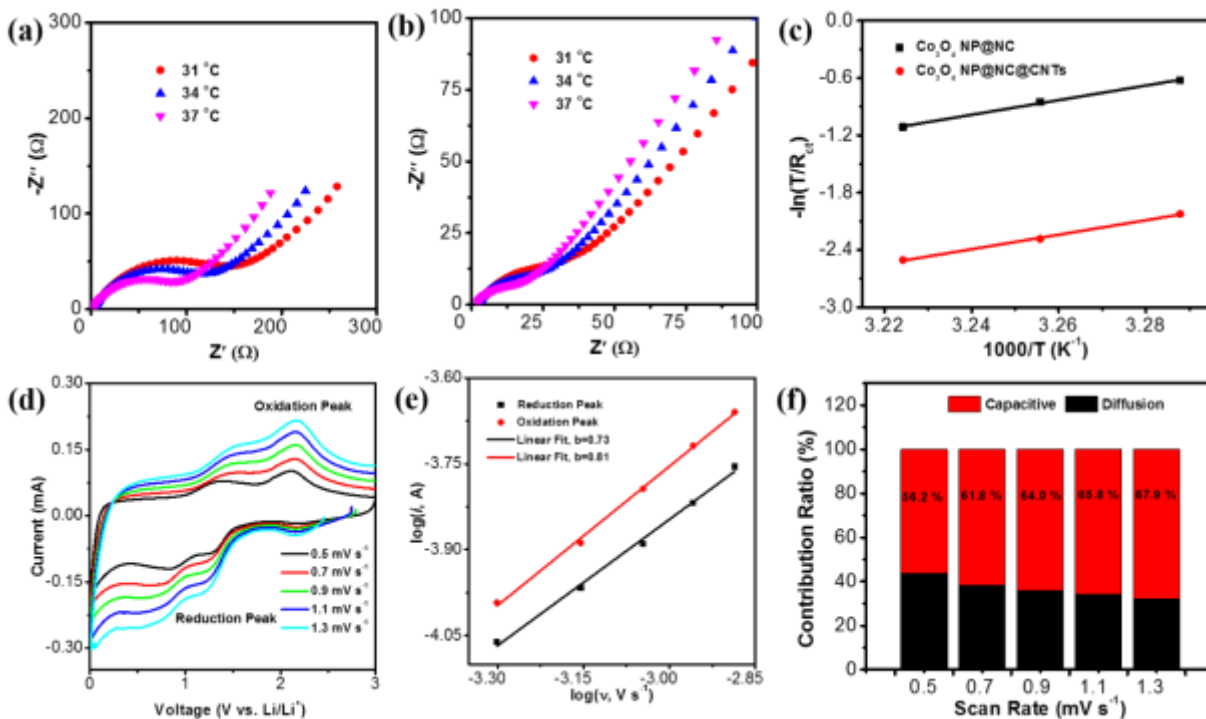 (a)
300
200
100
0
-Z″ (Ω)
31 °C
34 °C
37 °C
0 100 200 300
Z′ (Ω)
(b)
100
75
50
25
0
-Z″ (Ω)
31 °C
34 °C
37 °C
0 25 50 75 100
Z′ (Ω)
(c)
0.0
-0.6
-1.2
-1.8
-2.4
-3.0
-ln(T/Rct)
Co3O4 NP@NC
Co3O4 NP@NC@CNTs
3.22 3.24 3.26 3.28
1000/T (K⁻¹)
(d)
0.30
0.15
0.00
-0.15
-0.30
Current (mA)
Oxidation Peak
0.5 mV s⁻¹
0.7 mV s⁻¹
0.9 mV s⁻¹
1.1 mV s⁻¹
1.3 mV s⁻¹
Reduction Peak
0 1 2 3
Voltage (V vs. Li/Li⁺)
(e)
-3.60
-3.75
-3.90
-4.05
log(i, A)
Reduction Peak
Oxidation Peak
Linear Fit, b=0.73
Linear Fit, b=0.81
-3.30 -3.15 -3.00 -2.85
log(ν, V s⁻¹)
(f)
120
100
80
60
40
20
0
Contribution Ratio (%)
Capacitive
Diffusion
56.2 % 61.8 % 64.0 % 65.8 % 67.9 %
0.5 0.7 0.9 1.1 1.3
Scan Rate (mV s⁻¹)